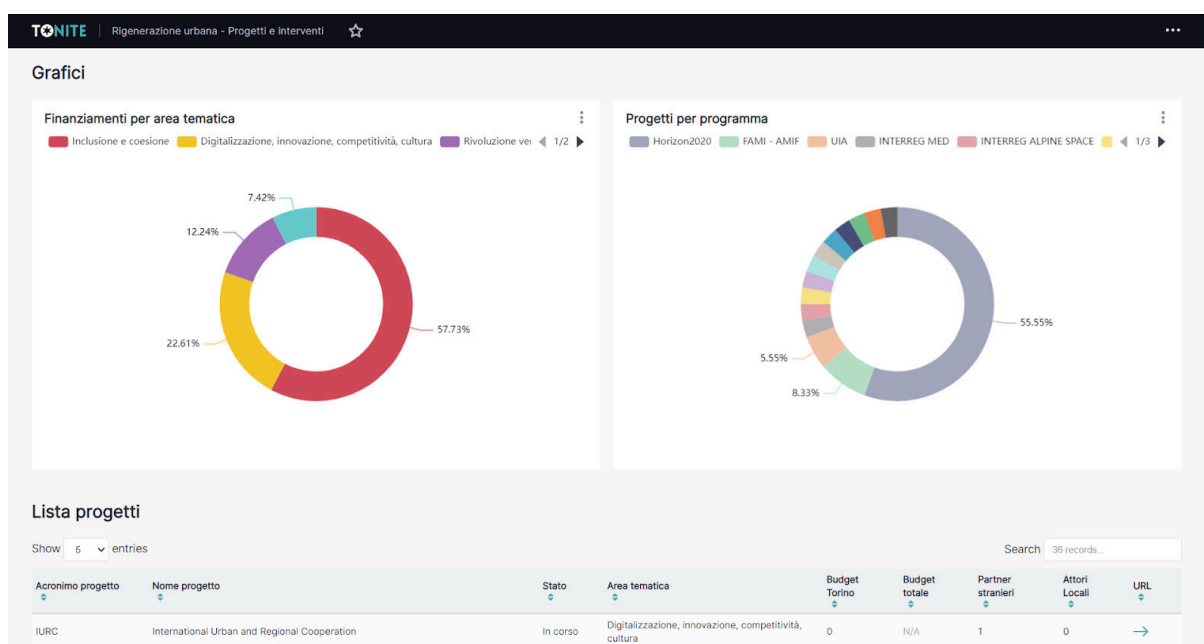 TONITE Rigenerazione urbana - Progetti e interventi
Grafici
Finanziamenti per area tematica
Inclusione e coesione Digitalizzazione, innovazione, competitività, cultura Rivoluzione ver 1/2
7.42%
12.24%
57.73%
22.61%
Progetti per programma
Horizon2020 FAMI - AMIF UIA INTERREG MED INTERREG ALPINE SPACE 1/3
55.55%
5.55%
8.33%
Lista progetti
Show 5 entries
Search 36 records...
Acronimo progetto Nome progetto Stato Area tematica Budget Torino Budget totale Partner stranieri Attori Locali URL
IURC International Urban and Regional Cooperation In corso Digitalizzazione, innovazione, competitività, cultura 0 N/A 1 0